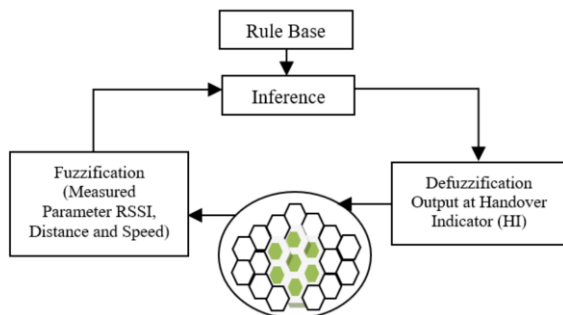 Rule Base
Inference
Fuzzification
(Measured
Parameter RSSI,
Distance and Speed)
Defuzzification
Output at Handover
Indicator (HI)